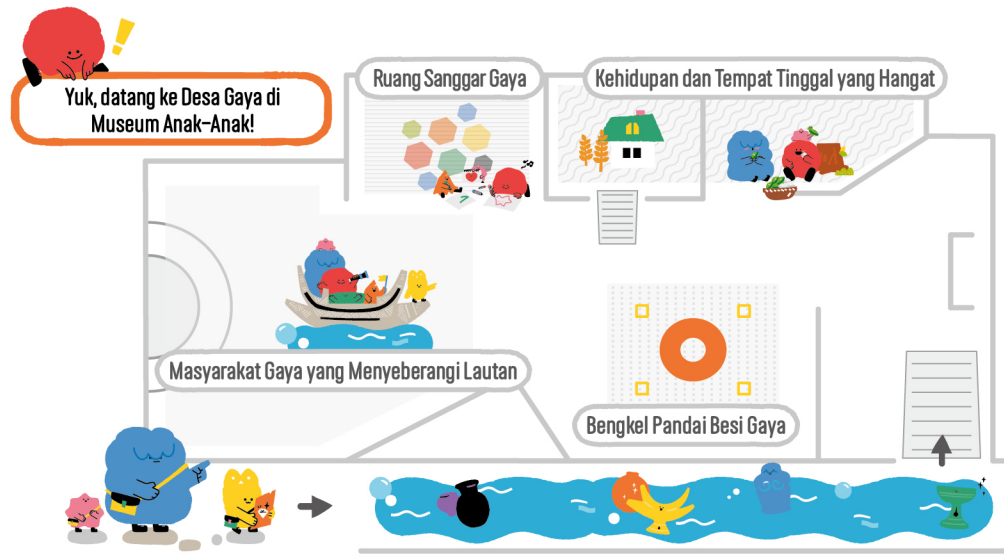 Yuk, datang ke Desa Gaya di
Museum Anak-Anak!
Ruang Sanggar Gaya
Kehidupan dan Tempat Tinggal yang Hangat
Masyarakat Gaya yang Menyeberangi Lautan
Bengkel Pandai Besi Gaya